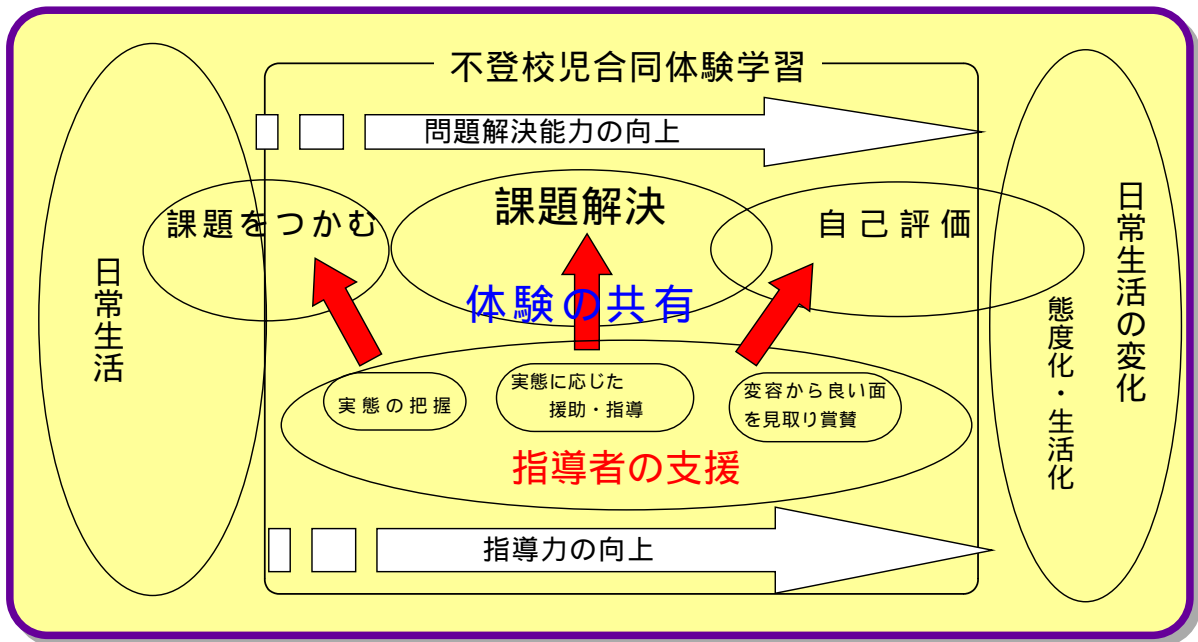 不登校児合同体験学習
問題解決能力の向上
日常生活
課題をつかむ
課題解決
自己評価
体験の共有
実態の把握
実態に応じた
援助・指導
変容から良い面
を見取り賞賛
指導者の支援
指導力の向上
日常生活の変化
態度化・生活化